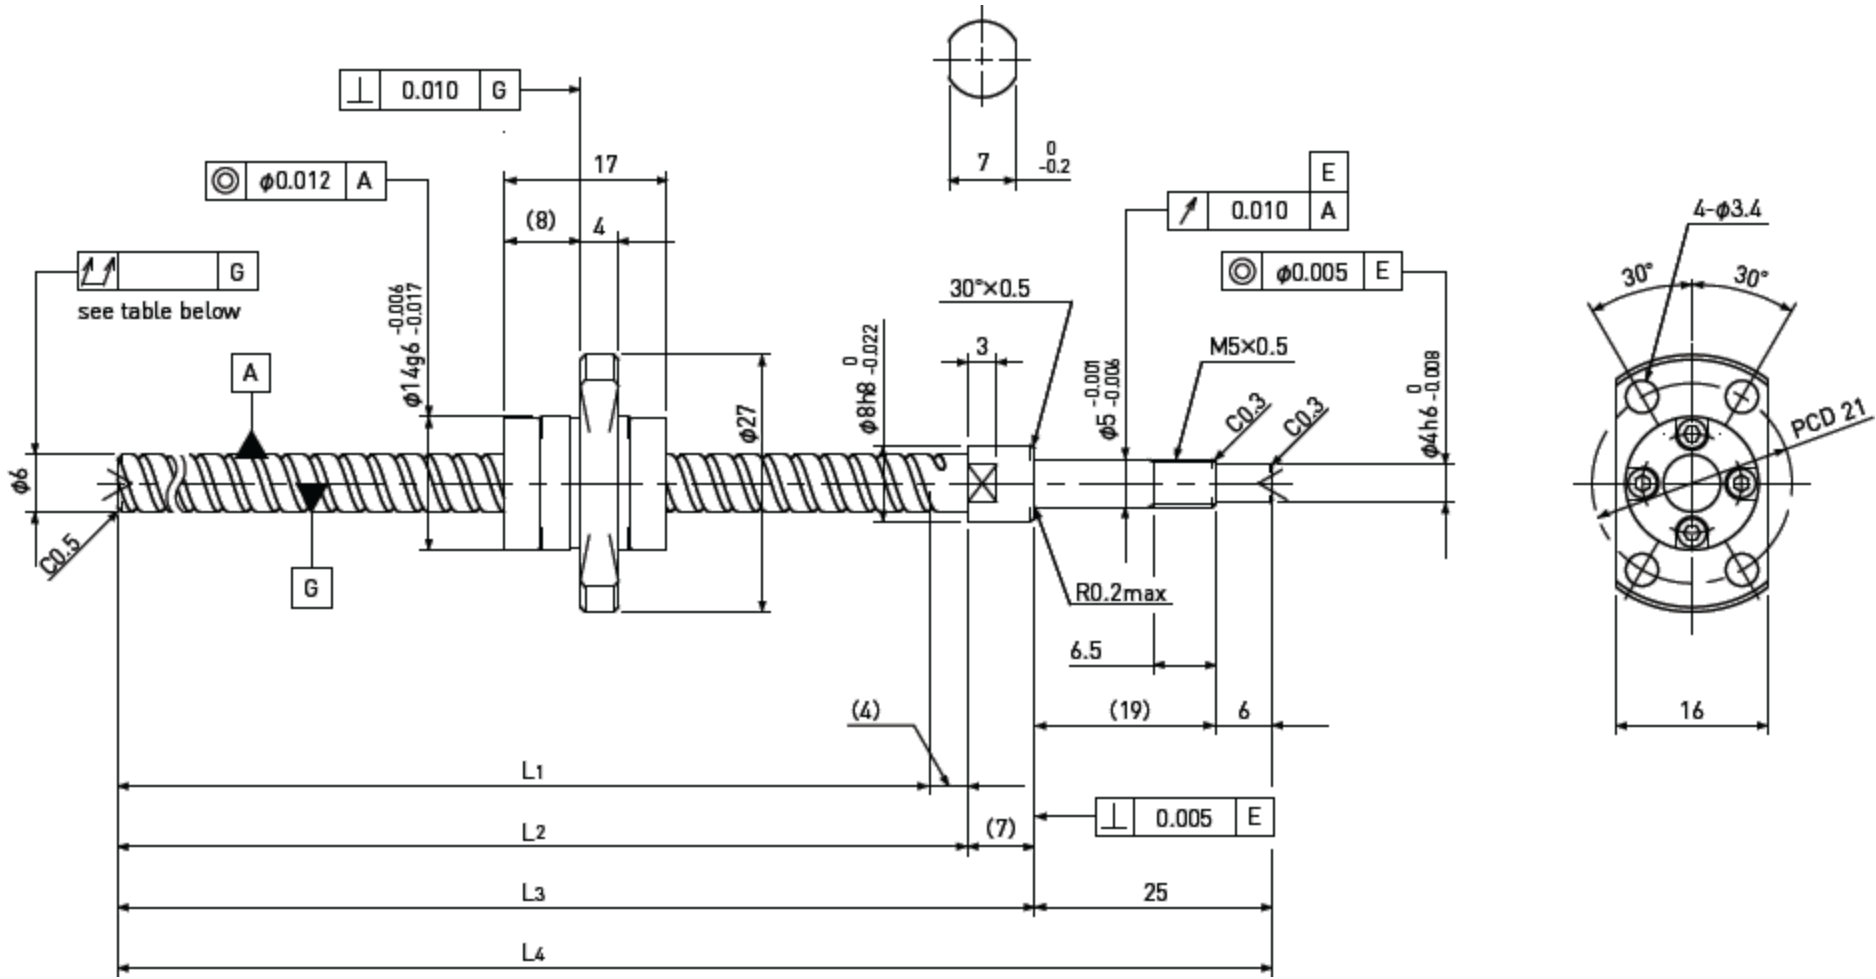 ⊥ 0.010 G
7 0
-0.2
17
E
◎ ϕ0.012 A
↗ 0.010 A
4-ϕ3.4
(8)
4
G
◎ ϕ0.005 E
30° 30°
30°×0.5
see table below
ϕ14g6 -0.006
-0.017
ϕ8h8 0
-0.022
3
ϕ5 -0.001
-0.006
M5×0.5
A
ϕ27
C0.3
C0.3
ϕ4h6 0
-0.008
PCD 21
ϕ6
C0.5
G
R0.2max
6.5
(4)
(19)
6
16
L1
⊥ 0.005 E
L2
(7)
L3
25
L4